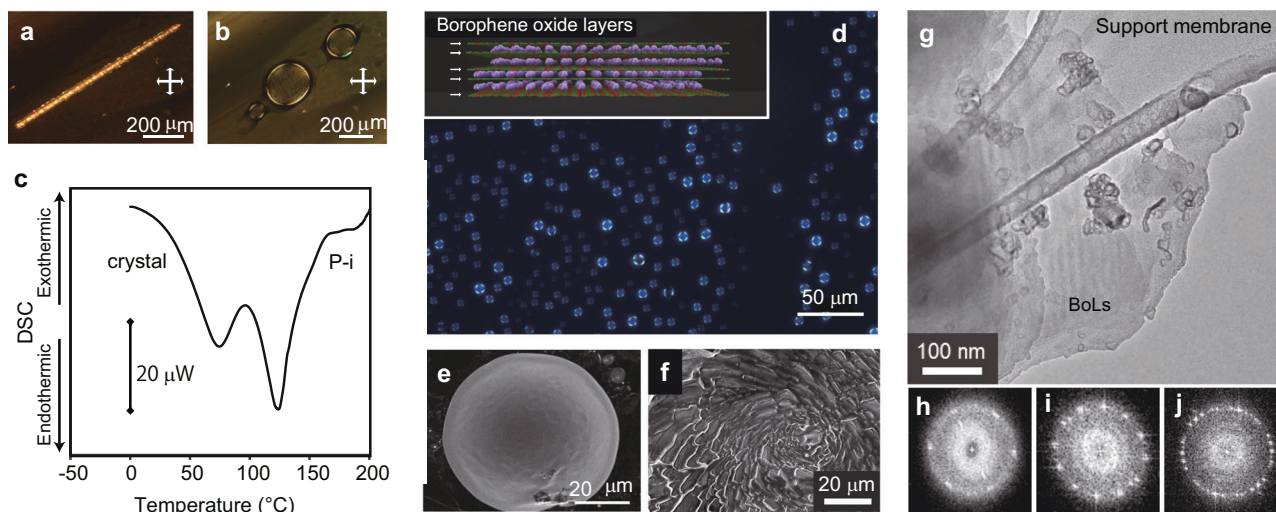 a
200 μm
b
200 μm
c
Exothermic
DSC
Endothermic
crystal
P-i
20 μW
-50 0 50 100 150 200
Temperature (°C)
Borophene oxide layers
d
50 μm
e
20 μm
f
20 μm
g
Support membrane
BoLs
100 nm
h
i
j